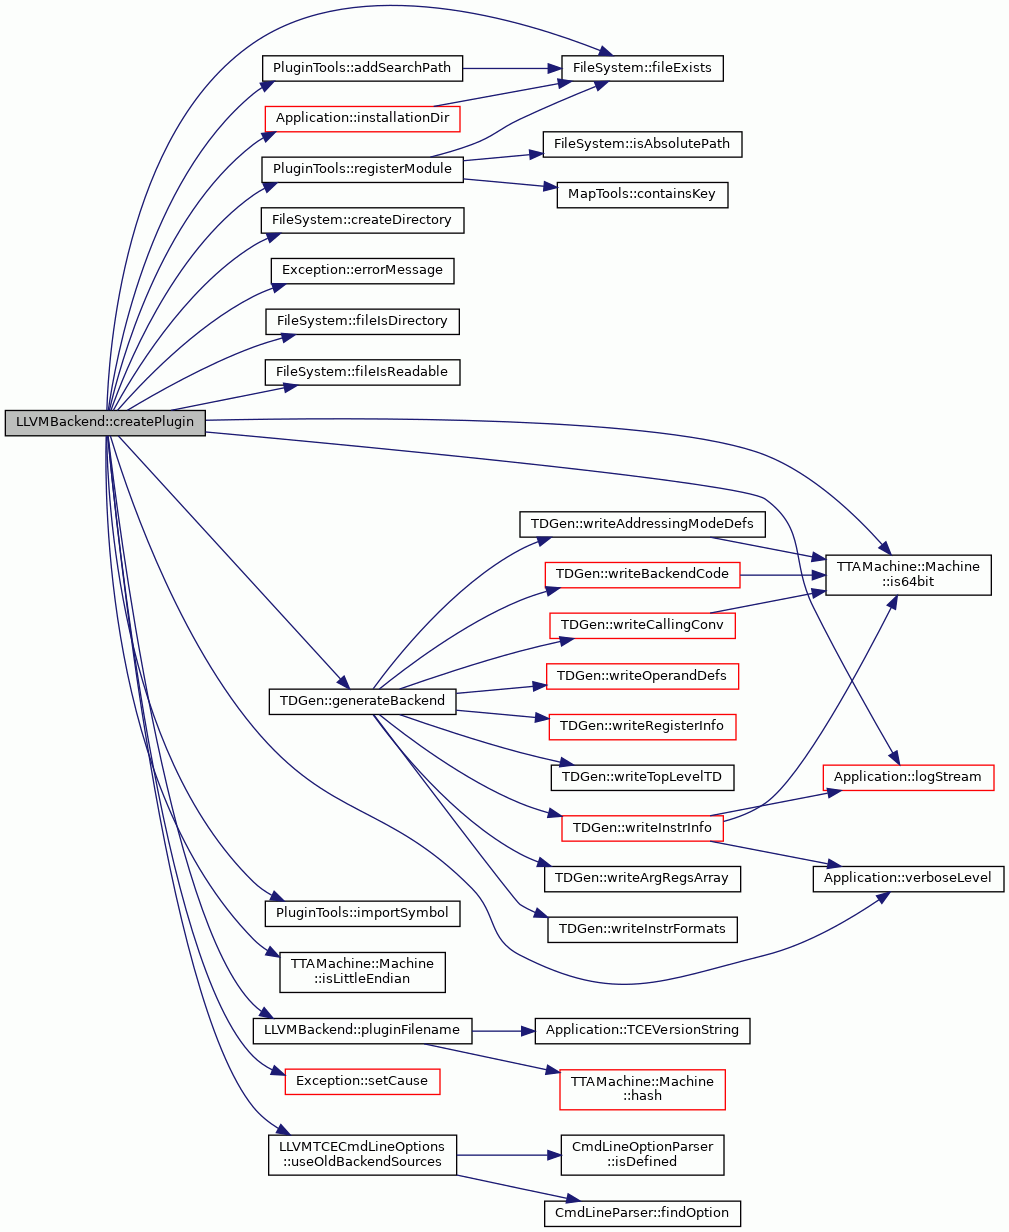 PluginTools::addSearchPath
FileSystem::fileExists
Application::installationDir
FileSystem::isAbsolutePath
PluginTools::registerModule
MapTools::containsKey
FileSystem::createDirectory
Exception::errorMessage
FileSystem::fileIsDirectory
FileSystem::fileIsReadable
LLVMBackend::createPlugin
TDGen::writeAddressingModeDefs
TTAMachine::Machine
::is64bit
TDGen::writeBackendCode
TDGen::writeCallingConv
TDGen::writeOperandDefs
TDGen::generateBackend
TDGen::writeRegisterInfo
TDGen::writeTopLevelTD
Application::logStream
TDGen::writeInstrInfo
TDGen::writeArgRegsArray
Application::verboseLevel
PluginTools::importSymbol
TDGen::writeInstrFormats
TTAMachine::Machine
::isLittleEndian
LLVMBackend::pluginFilename
Application::TCEVersionString
Exception::setCause
TTAMachine::Machine
::hash
LLVMTCECmdLineOptions
::useOldBackendSources
CmdLineOptionParser
::isDefined
CmdLineParser::findOption